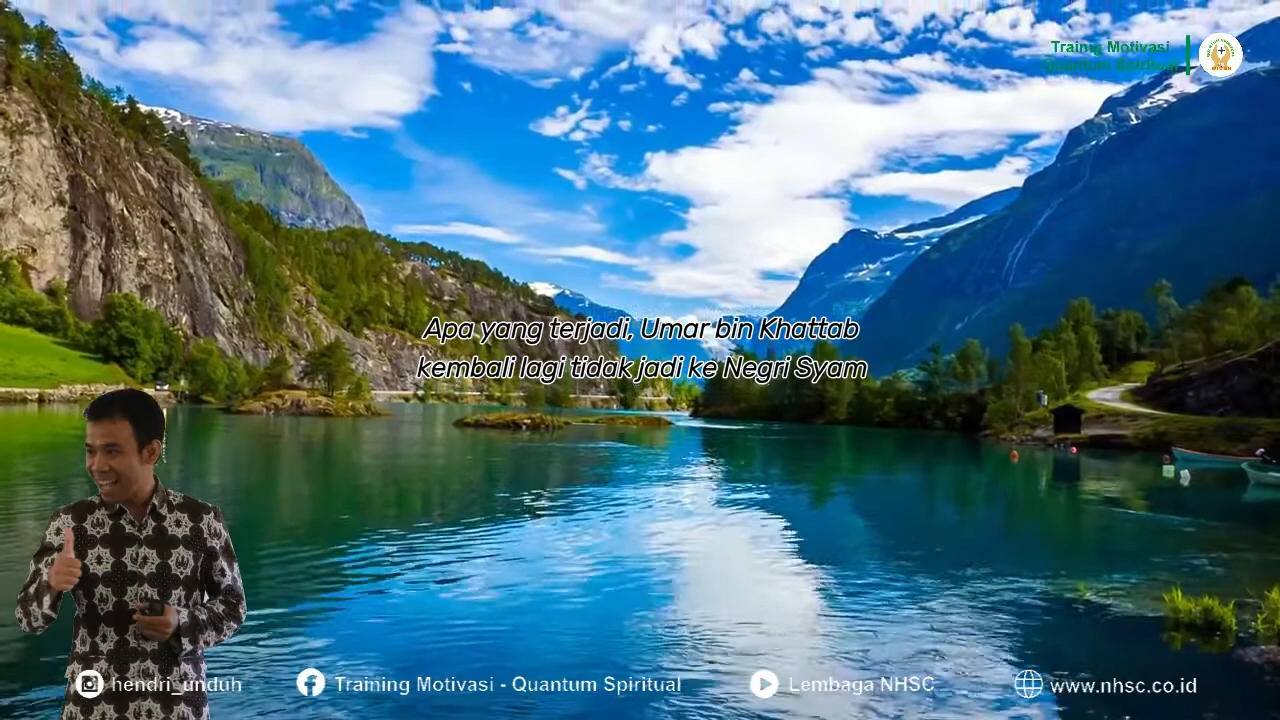 Trainig Motivasi
Quantum Spiritual
Apa yang terjadi, Umar bin Khattab
kembali lagi tidak jadi ke Negri Syam
hendri_unduh
Training Motivasi - Quantum Spiritual
Lembaga NHSC
www.nhsc.co.id